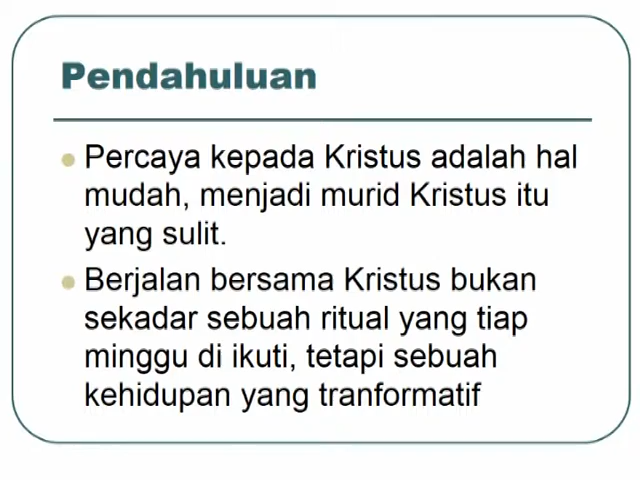 Pendahuluan
Percaya kepada Kristus adalah hal
mudah, menjadi murid Kristus itu
yang sulit.
Berjalan bersama Kristus bukan
sekadar sebuah ritual yang tiap
minggu di ikuti, tetapi sebuah
kehidupan yang tranformatif